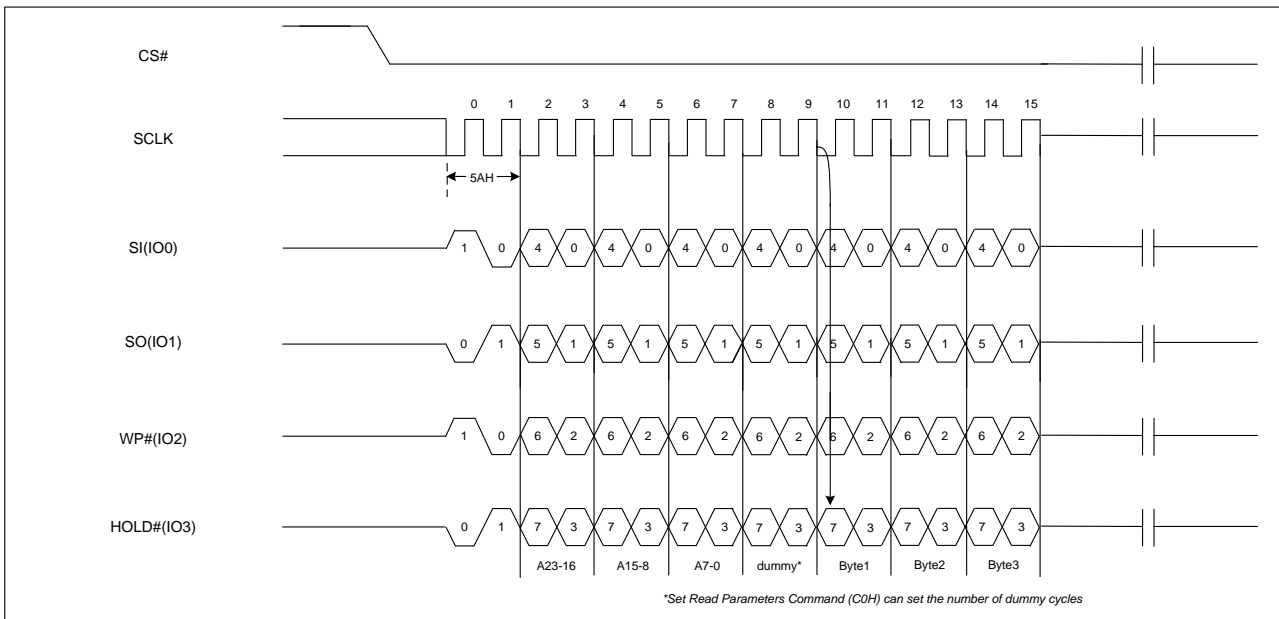 CS#
0 1 2 3 4 5 6 7 8 9 10 11 12 13 14 15
SCLK
5AH
SI(IO0) 1 0 4 0 4 0 4 0 4 0 4 0 4 0 4 0
SO(IO1) 0 1 5 1 5 1 5 1 5 1 5 1 5 1 5 1
WP#(IO2) 1 0 6 2 6 2 6 2 6 2 6 2 6 2 6 2
HOLD#(IO3) 0 1 7 3 7 3 7 3 7 3 7 3 7 3 7 3
A23-16 A15-8 A7-0 dummy* Byte1 Byte2 Byte3
*Set Read Parameters Command (C0H) can set the number of dummy cycles